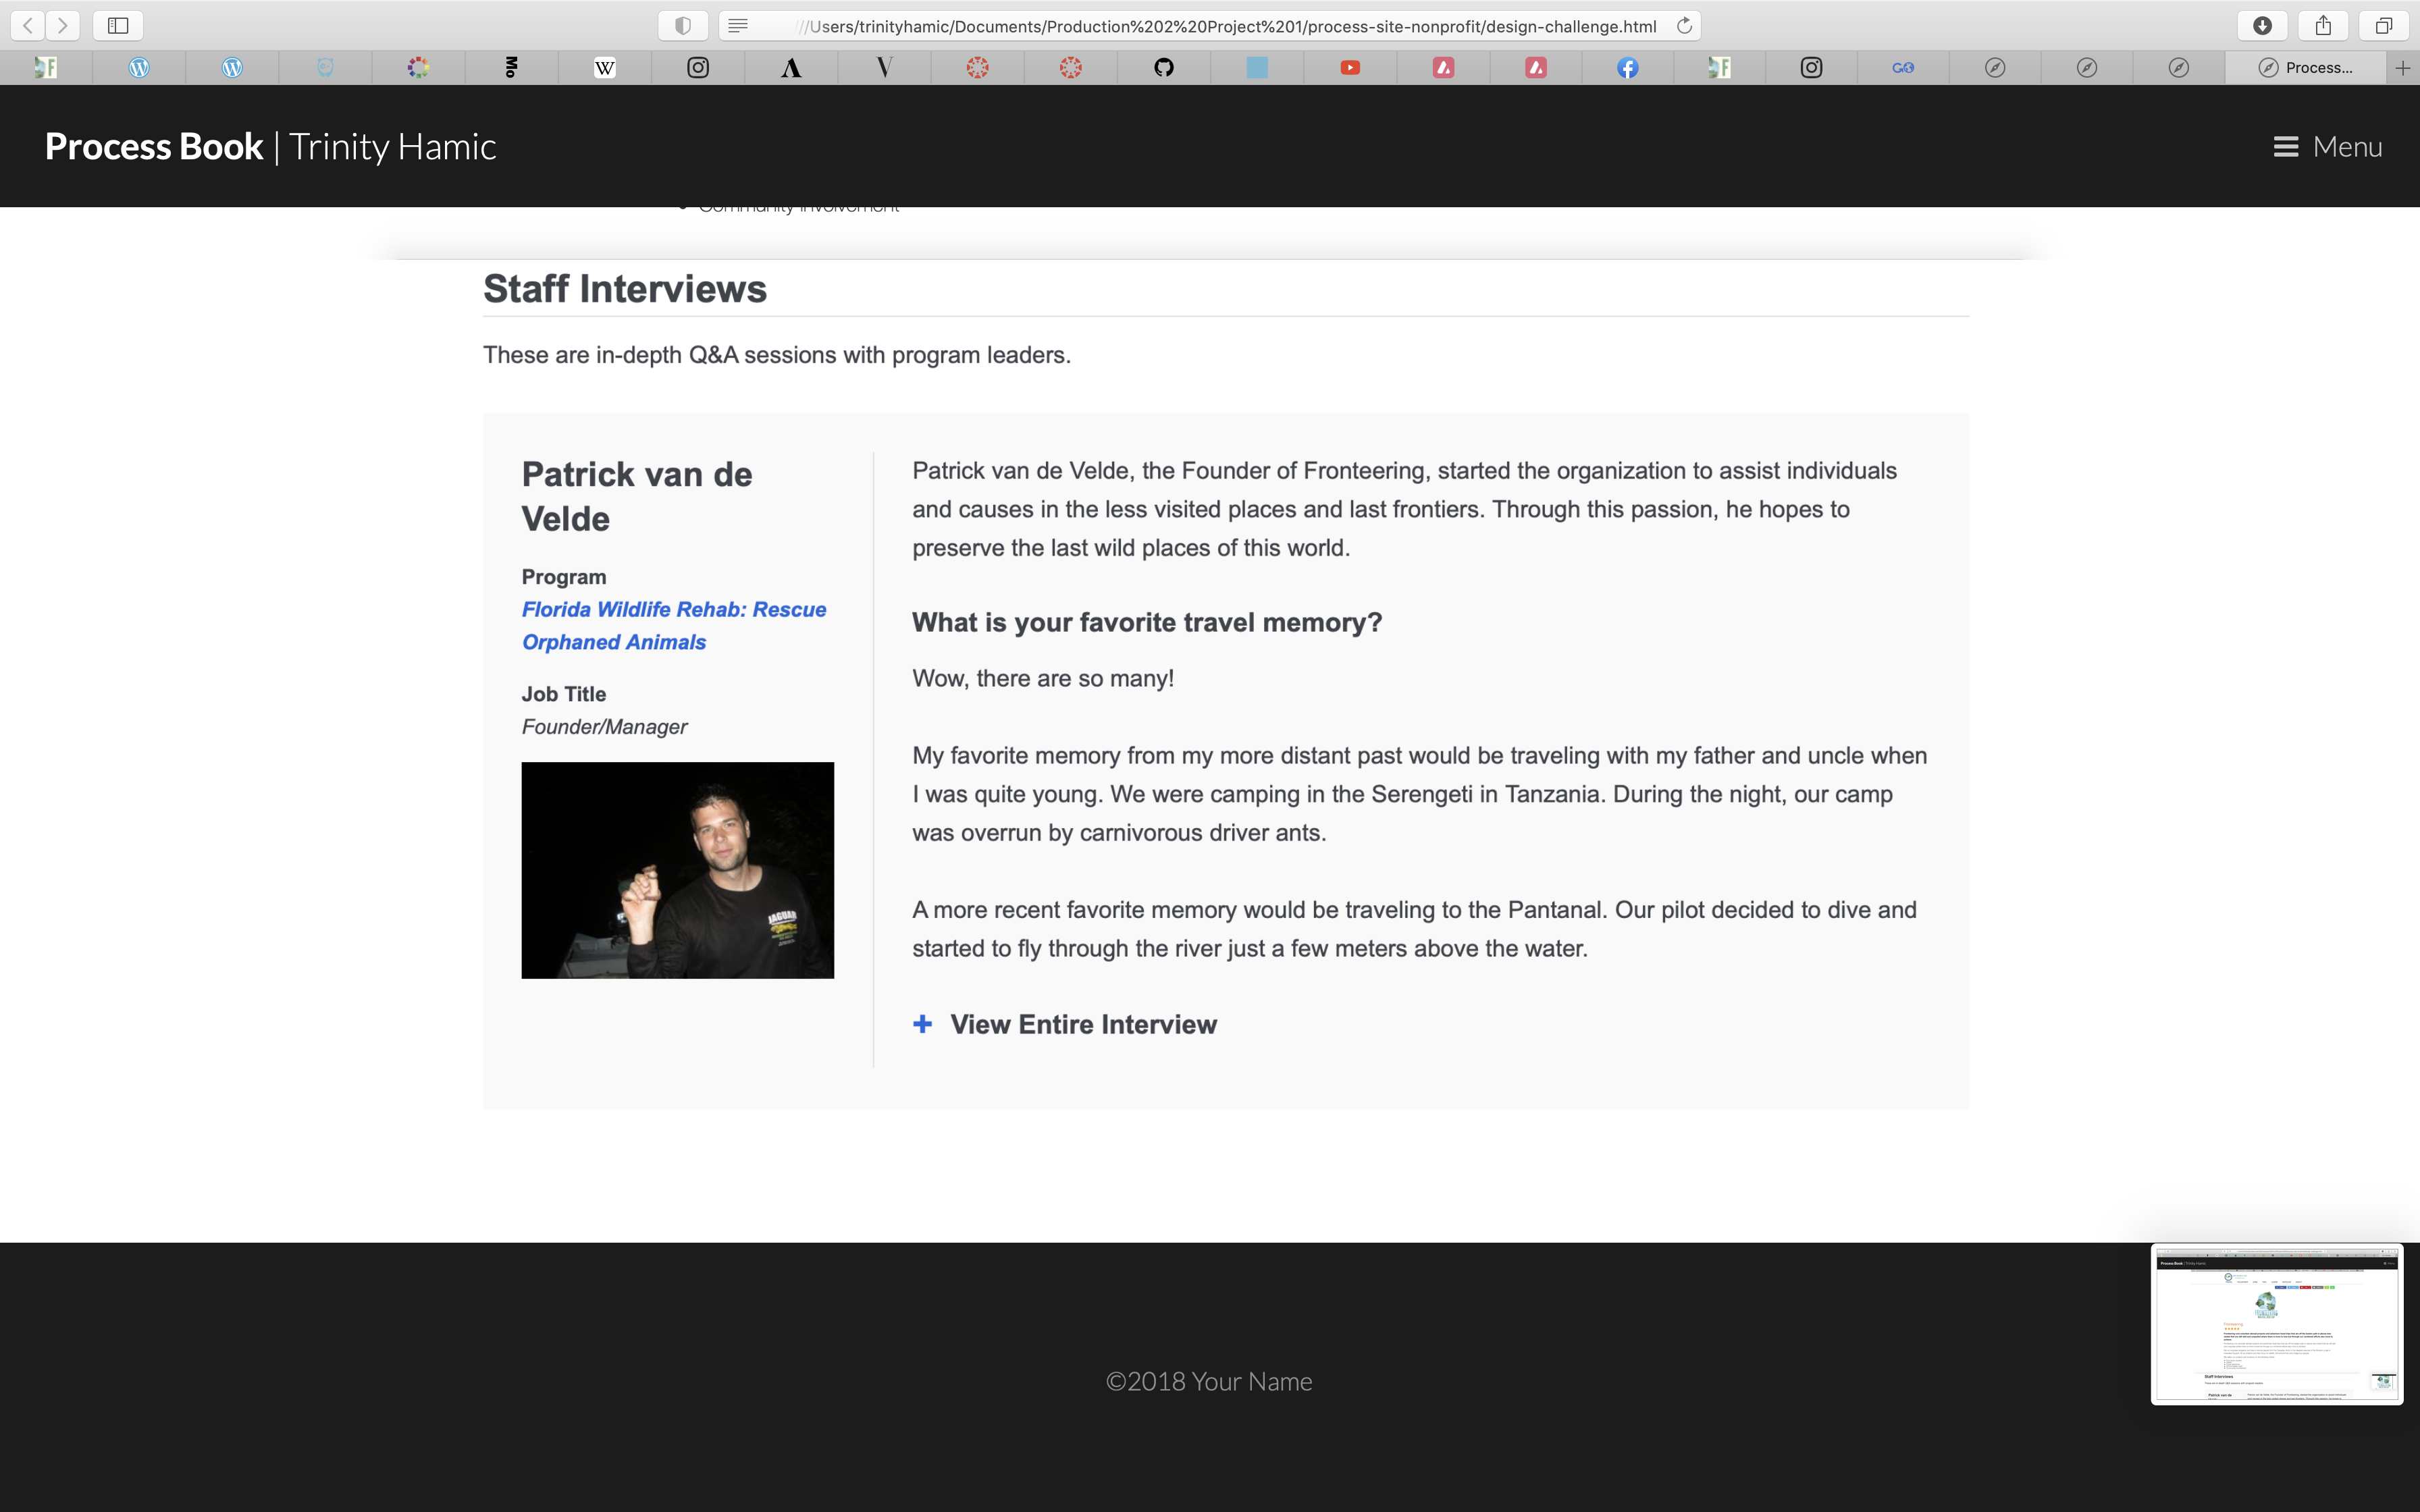 ///Users/trinityhamic/Documents/Production%202%20Project%201/process-site-nonprofit/design-challenge.html
F
Mo
W
F
Process...
Process Book | Trinity Hamic
Menu
Community Involvement
Staff Interviews
These are in-depth Q&A sessions with program leaders.
Patrick van de
Velde
Program
Florida Wildlife Rehab: Rescue
Orphaned Animals
Job Title
Founder/Manager
JAGUAR
Patrick van de Velde, the Founder of Fronteering, started the organization to assist individuals
and causes in the less visited places and last frontiers. Through this passion, he hopes to
preserve the last wild places of this world.
What is your favorite travel memory?
Wow, there are so many!
My favorite memory from my more distant past would be traveling with my father and uncle when
I was quite young. We were camping in the Serengeti in Tanzania. During the night, our camp
was overrun by carnivorous driver ants.
A more recent favorite memory would be traveling to the Pantanal. Our pilot decided to dive and
started to fly through the river just a few meters above the water.
+ View Entire Interview
Process Book | Trinity Hamic
Staff Interviews
©2018 Your Name